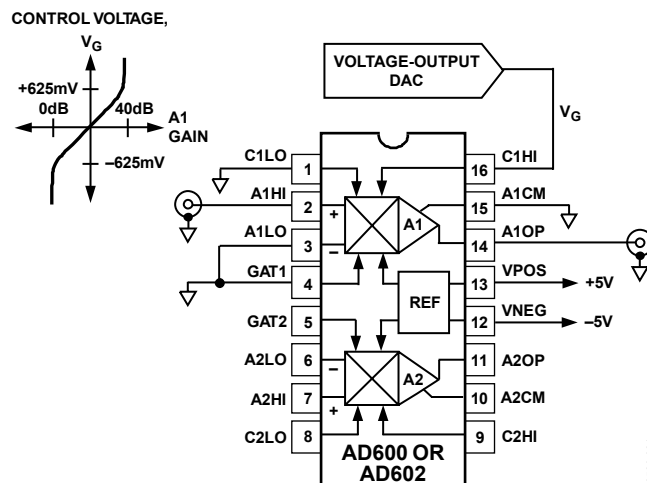 CONTROL VOLTAGE,
VG
+625mV
0dB
40dB
A1
GAIN
–625mV
VOLTAGE-OUTPUT
DAC
VG
C1LO
1
A1HI
2
+
A1LO
3
–
GAT1
4
GAT2
5
A2LO
6
–
A2HI
7
+
C2LO
8
A1
REF
A2
16
C1HI
15
A1CM
14
A1OP
13
VPOS
+5V
12
VNEG
–5V
11
A2OP
10
A2CM
9
C2HI
AD600 OR
AD602